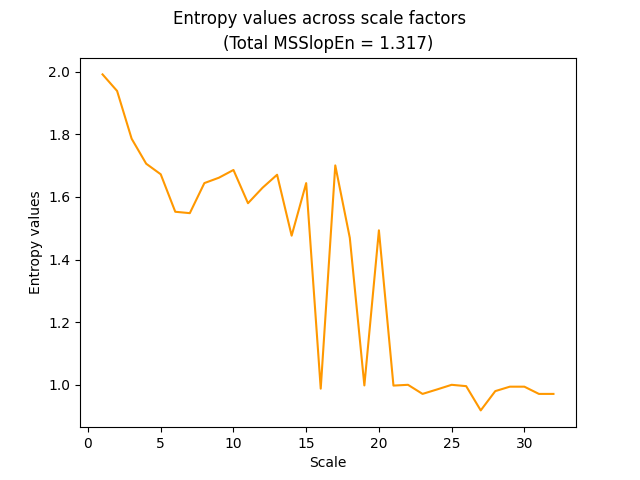 Entropy values across scale factors
(Total MSSlopEn = 1.317)
2.0
1.8
1.6
1.4
1.2
1.0
Entropy values
0 5 10 15 20 25 30
Scale